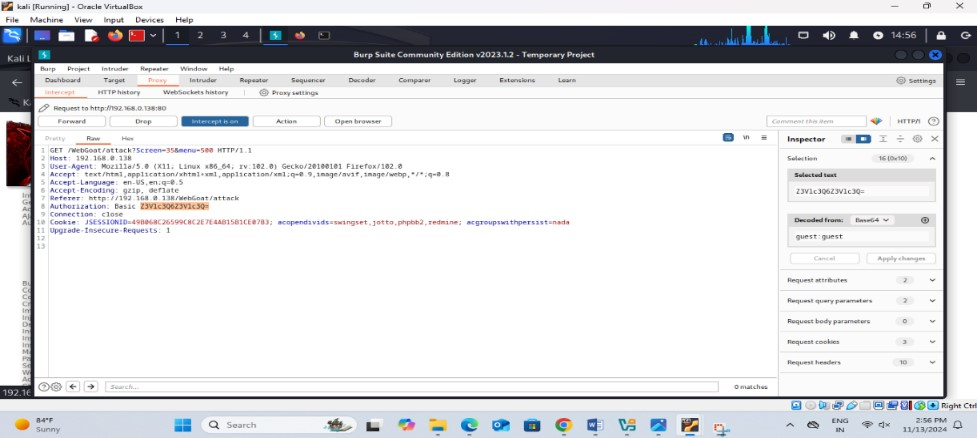 kali [Running] - Oracle VirtualBox
File Machine View Input Devices Help
1 2 3 4 14:56
Kali L
Burp Suite Community Edition v2023.1.2 - Temporary Project
Burp Project Intruder Repeater Window Help
Dashboard Target Proxy Intruder Repeater Sequencer Decoder Comparer Logger Extensions Learn Settings
Intercept HTTP history WebSockets history Proxy settings
Request to http://192.168.0.138:80
Forward Drop Intercept is on Action Open browser Comment this item HTTP/1
Pretty Raw Hex \n
Inspector
1 GET /WebGoat/attack?Screen=35&menu=500 HTTP/1.1
2 Host: 192.168.0.138
3 User-Agent: Mozilla/5.0 (X11; Linux x86_64; rv:102.0) Gecko/20100101 Firefox/102.0
4 Accept: text/html,application/xhtml+xml,application/xml;q=0.9,image/avif,image/webp,*/*;q=0.8
5 Accept-Language: en-US,en;q=0.5
6 Accept-Encoding: gzip, deflate
7 Referer: http://192.168.0.138/WebGoat/attack
8 Authorization: Basic Z3Vlc3Q6Z3Vlc3Q=
9 Connection: close
10 Cookie: acopendivids=swingset,jotto,phpbb2,redmine; acgroupswithpersist=nada
11 Upgrade-Insecure-Requests: 1
12
13
Selection 16 (0x10)
Selected text
Z3Vlc3Q6Z3Vlc3Q=
Decoded from: Base64
guest:guest
Cancel Apply changes
Request attributes 2
Request query parameters 2
Request body parameters 0
Request cookies 3
Request headers 10
Search... 0 matches
192.16
Right Ctrl
84°F
Sunny
Search
ENG
IN
2:56 PM
11/13/2024